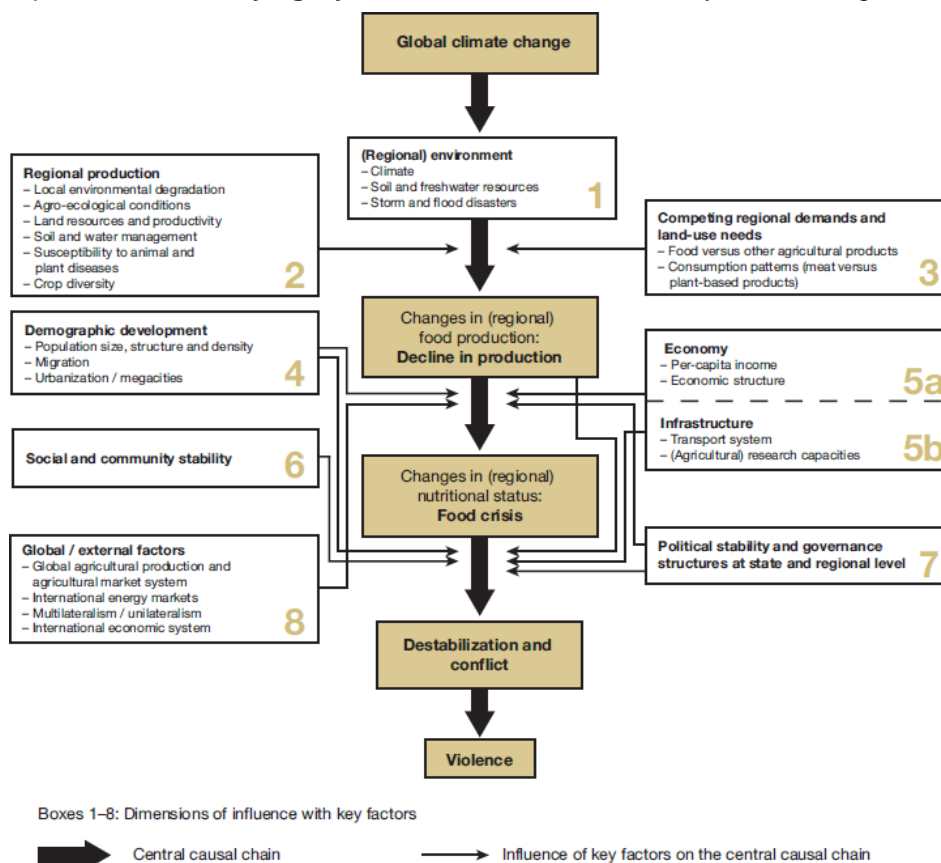 Global climate change
(Regional) environment
– Climate
– Soil and freshwater resources
– Storm and flood disasters
1
Regional production
– Local environmental degradation
– Agro-ecological conditions
– Land resources and productivity
– Soil and water management
– Susceptibility to animal and
plant diseases
– Crop diversity
2
Competing regional demands and
land-use needs
– Food versus other agricultural products
– Consumption patterns (meat versus
plant-based products)
3
Changes in (regional)
food production:
Decline in production
Demographic development
– Population size, structure and density
– Migration
– Urbanization / megacities
4
Economy
– Per-capita income
– Economic structure
5a
Infrastructure
– Transport system
– (Agricultural) research capacities
5b
Social and community stability
6
Changes in (regional)
nutritional status:
Food crisis
Political stability and governance
structures at state and regional level
7
Global / external factors
– Global agricultural production and
agricultural market system
– International energy markets
– Multilateralism / unilateralism
– International economic system
8
Destabilization and
conflict
Violence
Boxes 1–8: Dimensions of influence with key factors
Central causal chain
Influence of key factors on the central causal chain